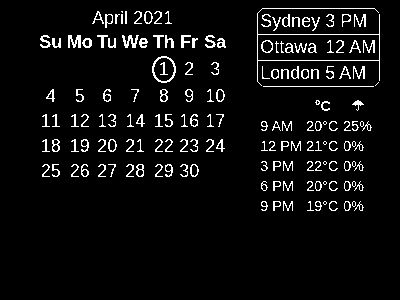 April 2021
Su Mo Tu We Th Fr Sa
1 2 3
4 5 6 7 8 9 10
11 12 13 14 15 16 17
18 19 20 21 22 23 24
25 26 27 28 29 30
Sydney 3 PM
Ottawa 12 AM
London 5 AM
°C ☂
9 AM 20°C 25%
12 PM 21°C 0%
3 PM 22°C 0%
6 PM 20°C 0%
9 PM 19°C 0%